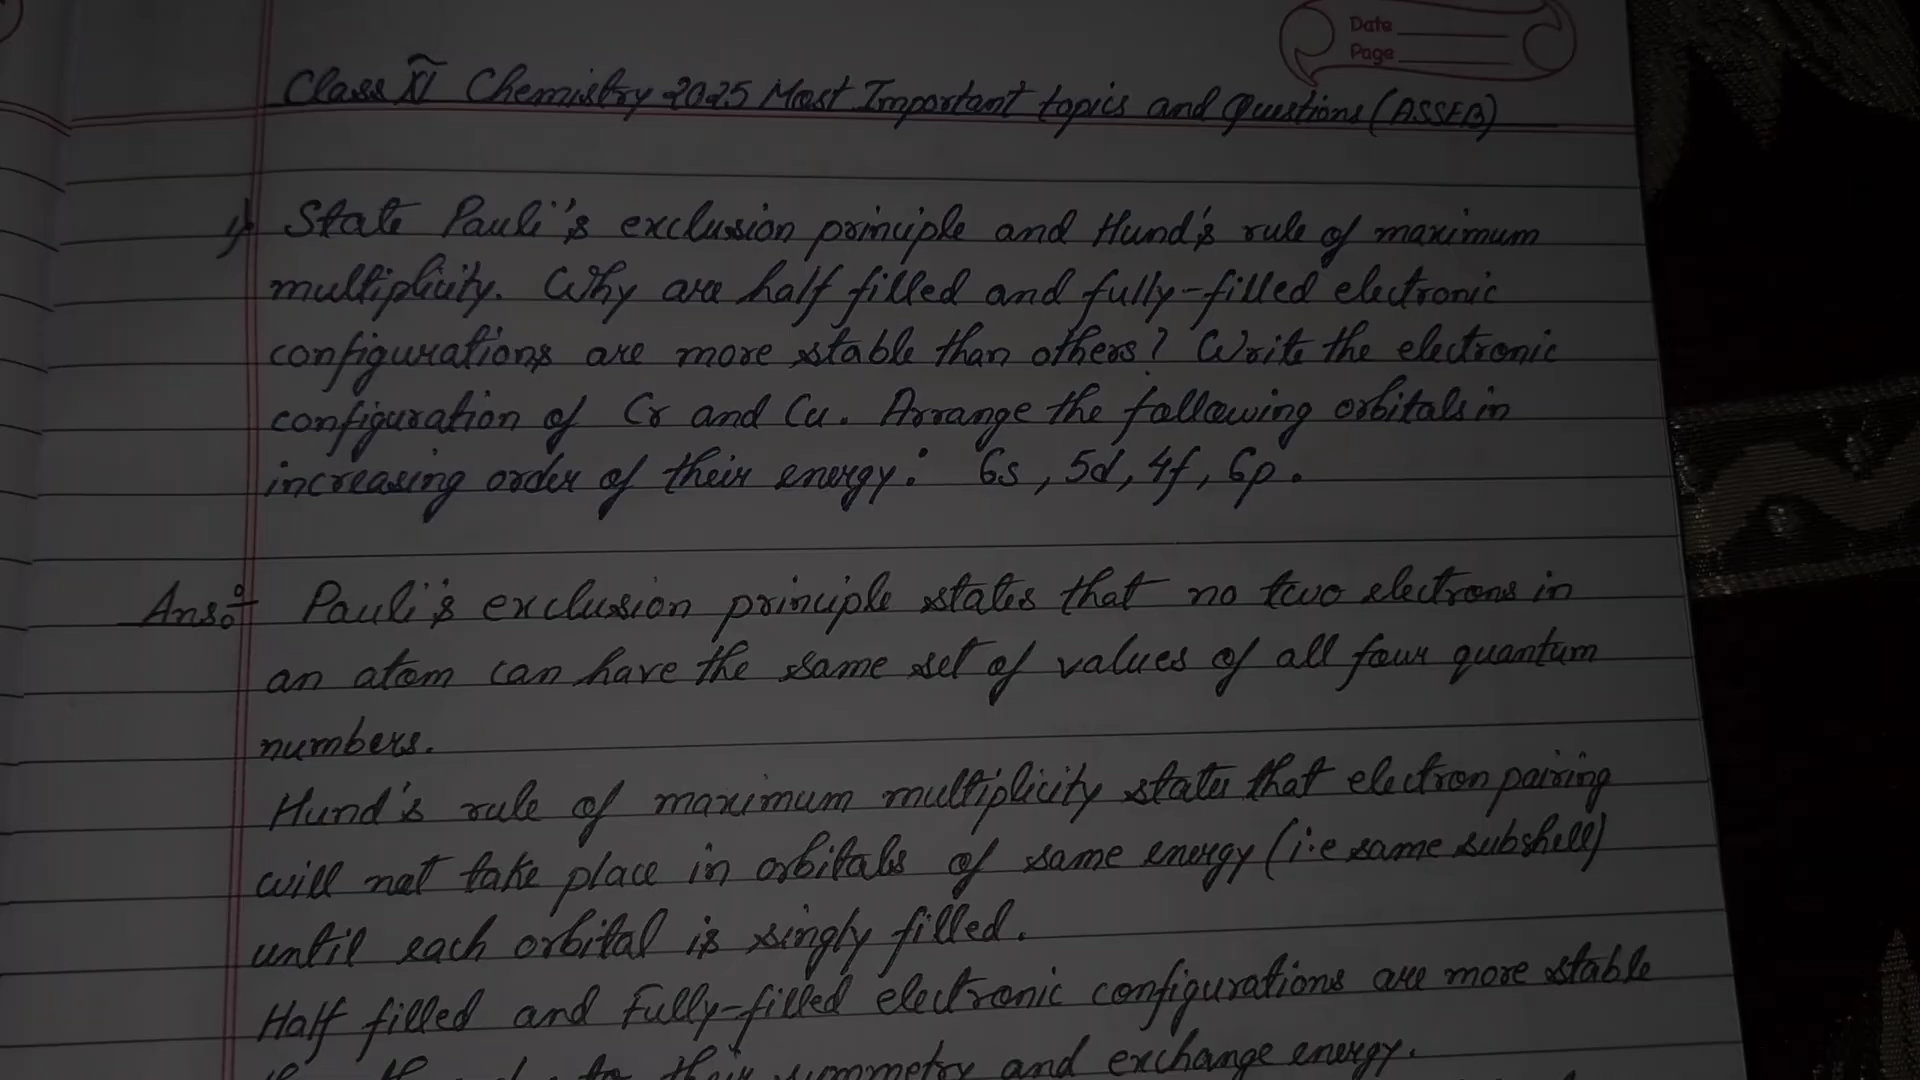 Date
Page
Class XI Chemistry 2025 Most Important topics and Questions (ASSEB)
1) State Pauli's exclusion principle and Hund's rule of maximum
multiplicity. Why are half filled and fully-filled electronic
configurations are more stable than others? Write the electronic
configuration of Cr and Cu. Arrange the following orbitals in
increasing order of their energy: 6s, 5d, 4f, 6p.
Ans:- Pauli's exclusion principle states that no two electrons in
an atom can have the same set of values of all four quantum
numbers.
Hund's rule of maximum multiplicity states that electron pairing
will not take place in orbitals of same energy (i.e same subshell)
until each orbital is singly filled.
Half filled and Fully-filled electronic configurations are more stable
their symmetry and exchange energy.